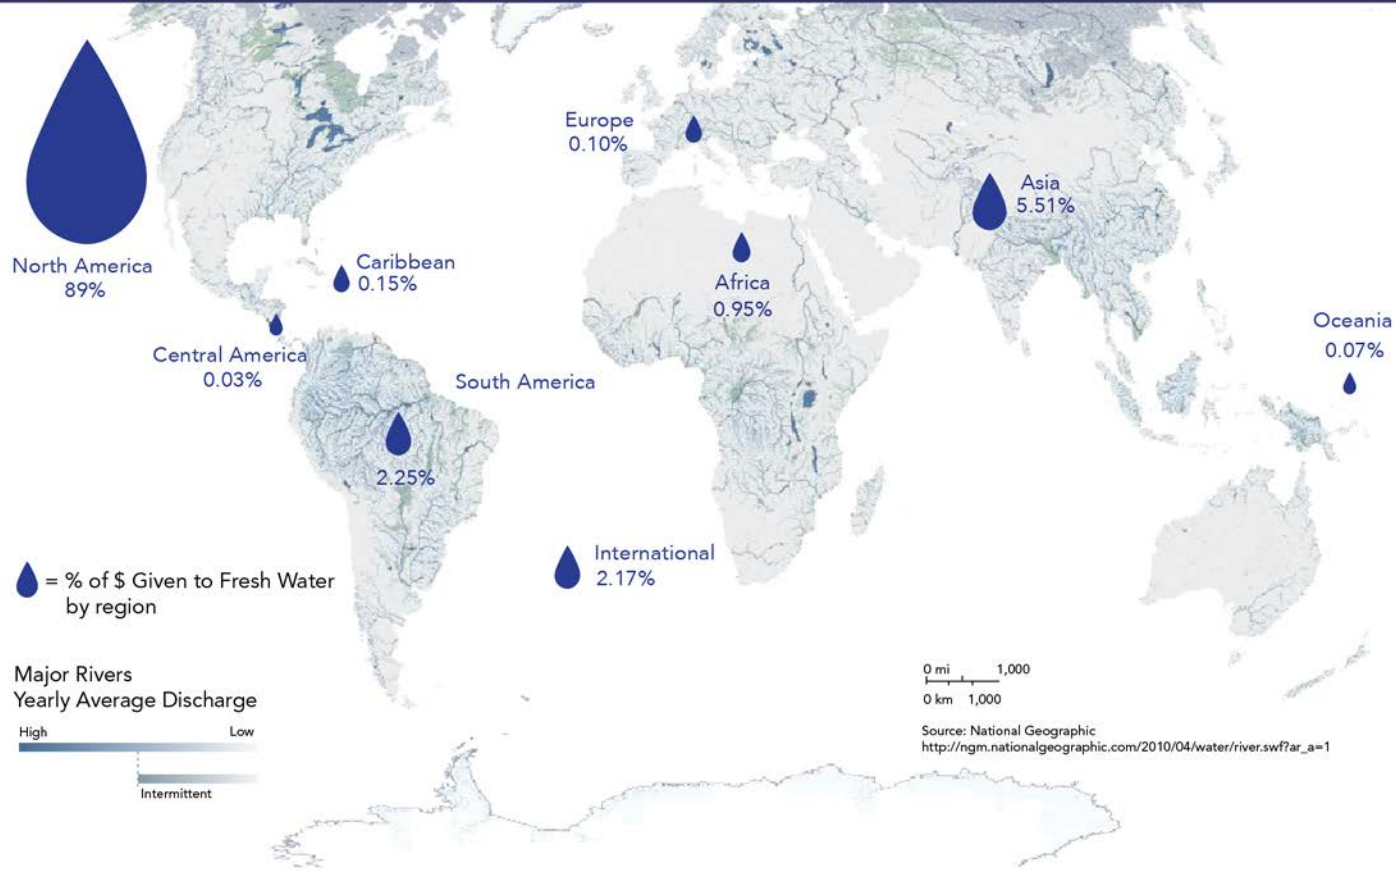 North America
89%
Caribbean
0.15%
Central America
0.03%
South America
2.25%
Europe
0.10%
Asia
5.51%
Africa
0.95%
Oceania
0.07%
International
2.17%
= % of $ Given to Fresh Water
by region
Major Rivers
Yearly Average Discharge
High Low
Intermittent
0 mi 1,000
0 km 1,000
Source: National Geographic
http://ngm.nationalgeographic.com/2010/04/water/river.swf?ar_a=1